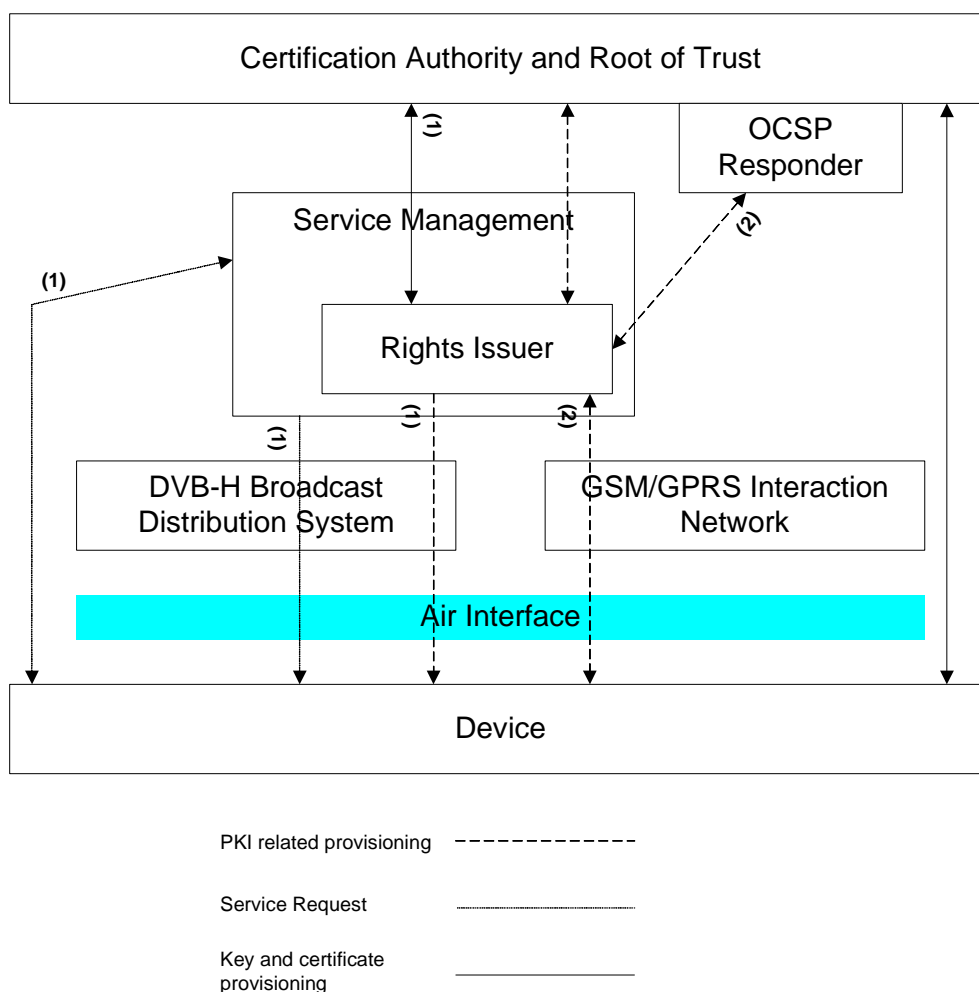 Certification Authority and Root of Trust
(1)
OCSP
Responder
Service Management
(2)
(1)
Rights Issuer
(1)
(1)
(2)
DVB-H Broadcast
Distribution System
GSM/GPRS Interaction
Network
Air Interface
Device
PKI related provisioning
Service Request
Key and certificate
provisioning